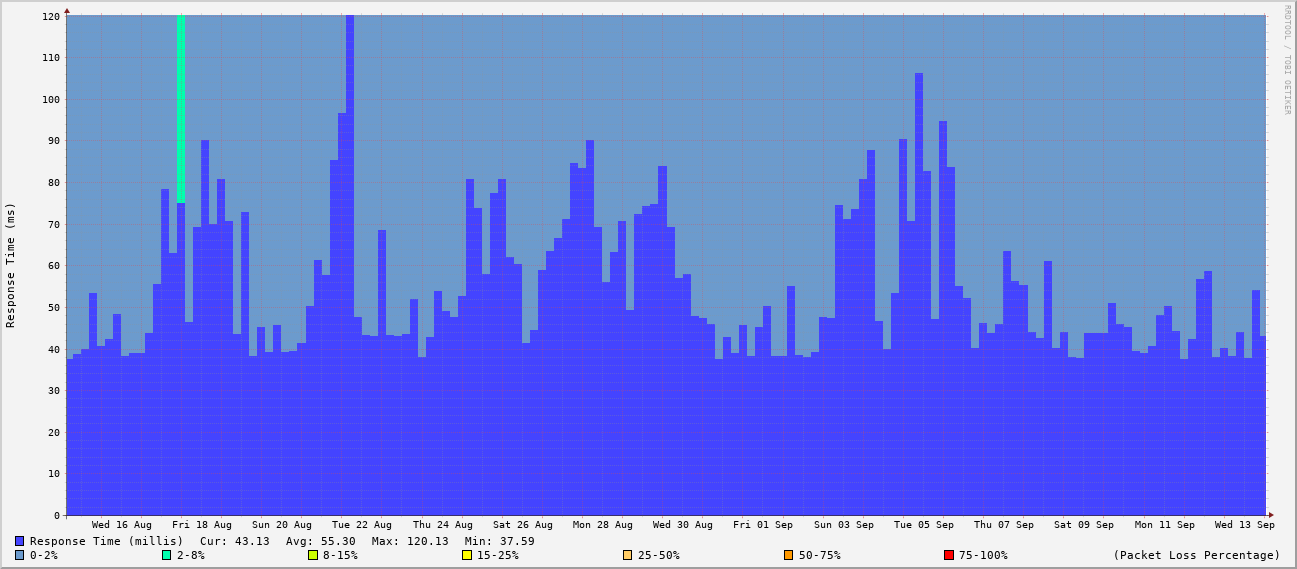 RRDTOOL / TOBI OETIKER
Response Time (ms)
120
110
100
90
80
70
60
50
40
30
20
10
0
Wed 16 Aug Fri 18 Aug Sun 20 Aug Tue 22 Aug Thu 24 Aug Sat 26 Aug Mon 28 Aug Wed 30 Aug Fri 01 Sep Sun 03 Sep Tue 05 Sep Thu 07 Sep Sat 09 Sep Mon 11 Sep Wed 13 Sep
Response Time (millis) Cur: 43.13 Avg: 55.30 Max: 120.13 Min: 37.59
0-2% 2-8% 8-15% 15-25% 25-50% 50-75% 75-100% (Packet Loss Percentage)